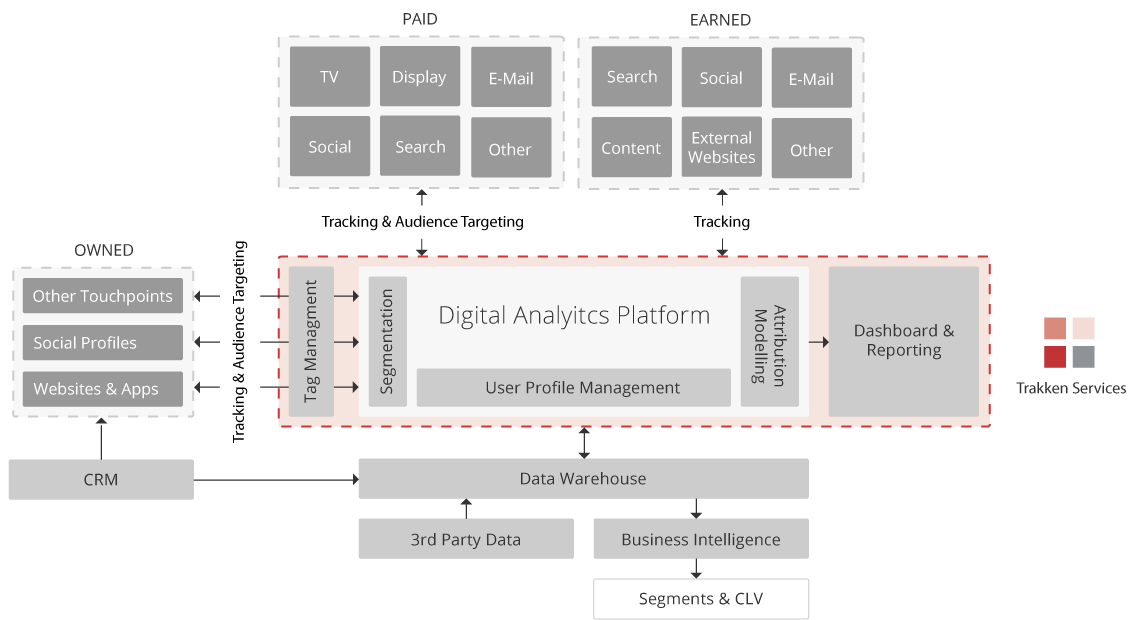 PAID
EARNED
TV
Display
E-Mail
Social
Search
Other
Search
Social
E-Mail
Content
External
Websites
Other
Tracking & Audience Targeting
Tracking
OWNED
Other Touchpoints
Social Profiles
Websites & Apps
Tracking & Audience Targeting
Tag Managment
Segmentation
Digital Analyitcs Platform
User Profile Management
Attribution
Modelling
Dashboard &
Reporting
Trakken Services
CRM
Data Warehouse
3rd Party Data
Business Intelligence
Segments & CLV